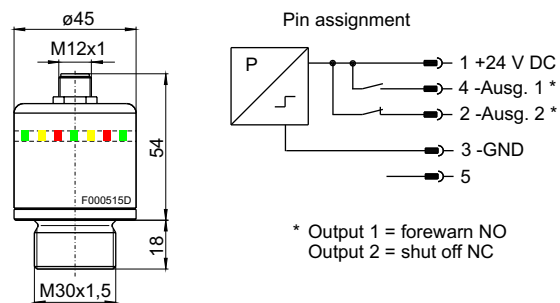 ø45
M12x1
54
F000515D
18
M30x1,5
Pin assignment
P
1 +24 V DC
4 -Ausg. 1 *
2 -Ausg. 2 *
3 -GND
5
* Output 1 = forewarn NO
Output 2 = shut off NC